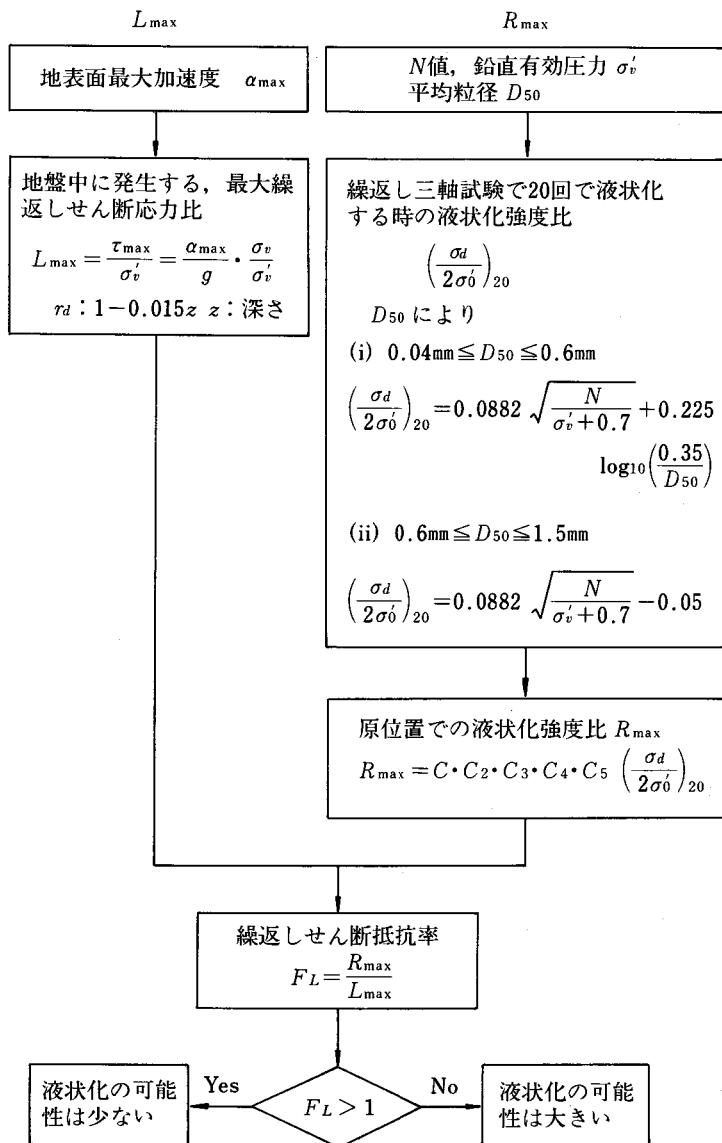 L max
R max
地表面最大加速度 α max
N値, 鉛直有効圧力 σv′
平均粒径 D50
地盤中に発生する, 最大繰
返しせん断応力比
L max = τmax/σv′ = αmax/g · σv/σv′
rd : 1−0.015z z : 深さ
繰返し三軸試験で20回で液状化
する時の液状化強度比
(σd/2σ0′)20
D50 により
(i) 0.04mm≦D50≦0.6mm
(σd/2σ0′)20 = 0.0882 √(N/(σv′+0.7)) + 0.225
log10(0.35/D50)
(ii) 0.6mm≦D50≦1.5mm
(σd/2σ0′)20 = 0.0882 √(N/(σv′+0.7)) − 0.05
原位置での液状化強度比 R max
R max = C・C2・C3・C4・C5 (σd/2σ0′)20
繰返しせん断抵抗率
FL = Rmax/Lmax
液状化の可能
性は少ない
Yes
FL > 1
No
液状化の可能
性は大きい